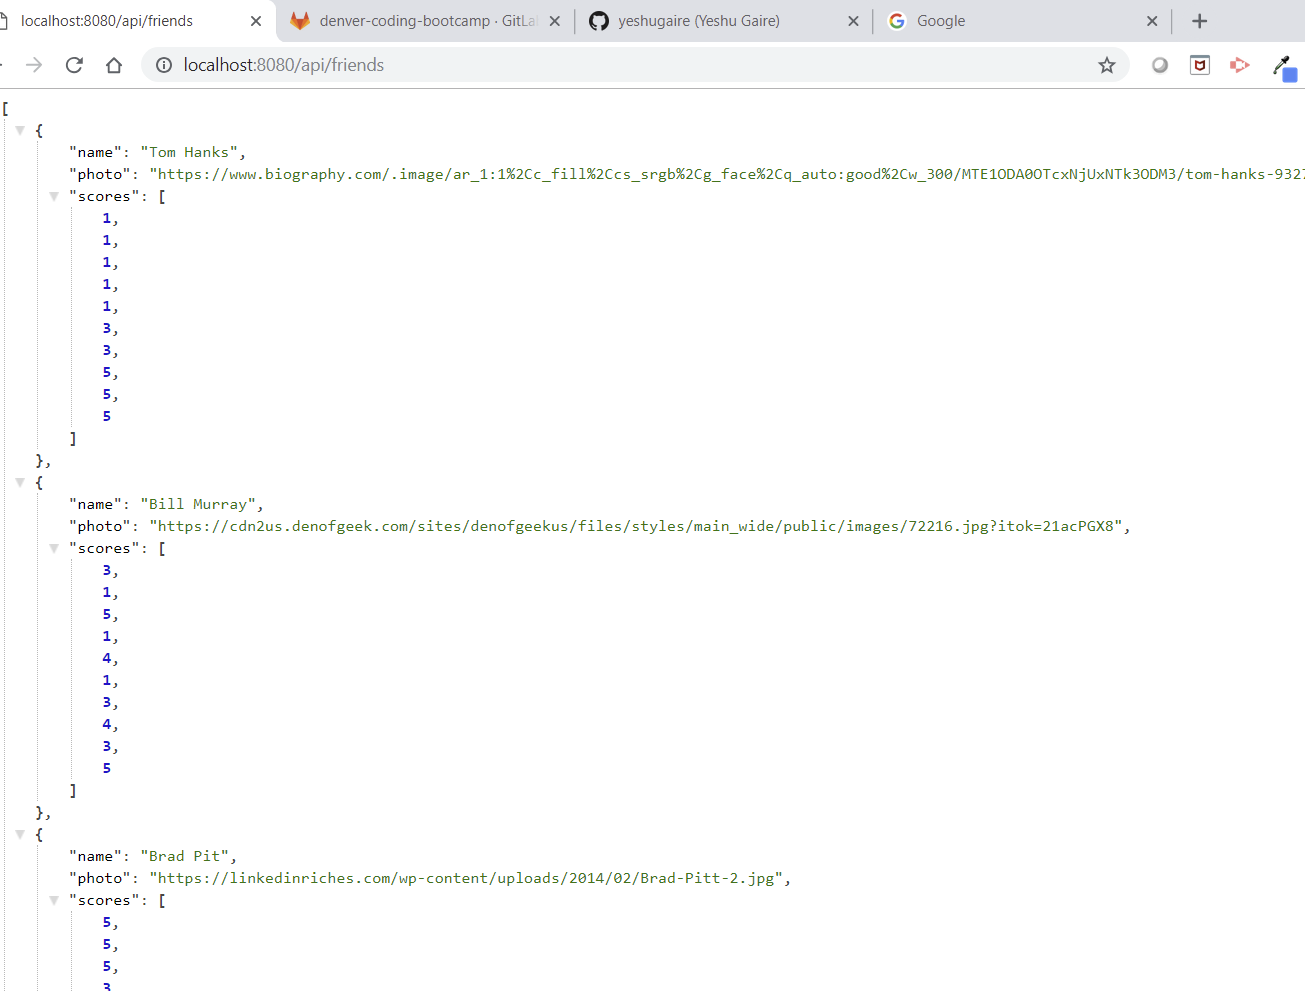 localhost:8080/api/friends
denver-coding-bootcamp · GitLa
yeshugaire (Yeshu Gaire)
Google
localhost:8080/api/friends
[
{
"name": "Tom Hanks",
"photo": "https://www.biography.com/.image/ar_1:1%2Cc_fill%2Ccs_srgb%2Cg_face%2Cq_auto:good%2Cw_300/MTE1ODA0OTcxNjUxNTk3ODM3/tom-hanks-9327
"scores": [
1,
1,
1,
1,
1,
3,
3,
5,
5,
5
]
},
{
"name": "Bill Murray",
"photo": "https://cdn2us.denofgeek.com/sites/denofgeekus/files/styles/main_wide/public/images/72216.jpg?itok=21acPGX8",
"scores": [
3,
1,
5,
1,
4,
1,
3,
4,
3,
5
]
},
{
"name": "Brad Pit",
"photo": "https://linkedinriches.com/wp-content/uploads/2014/02/Brad-Pitt-2.jpg",
"scores": [
5,
5,
5,
3